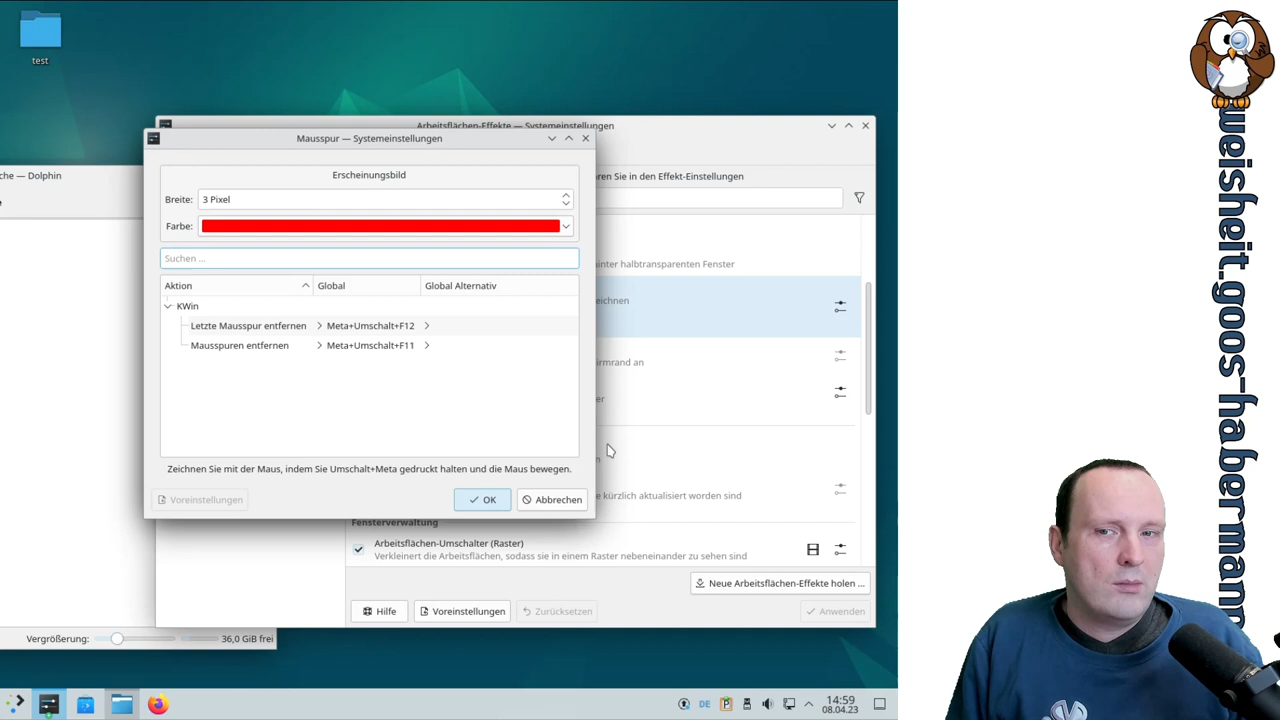 test
Arbeitsflächen-Effekte — Systemeinstellungen
Mausspur — Systemeinstellungen
che — Dolphin
Erscheinungsbild
ren Sie in den Effekt-Einstellungen
Breite:
3 Pixel
Farbe:
Suchen ...
inter halbtranspa­renten Fenster
Aktion
Global
Global Alternativ
eichnen
KWin
Letzte Mausspur entfernen
Meta+Umschalt+F12
Mausspuren entfernen
Meta+Umschalt+F11
irmrand an
er
n
Zeichnen Sie mit der Maus, indem Sie Umschalt+Meta gedruckt halten und die Maus bewegen.
Voreinstellungen
OK
Abbrechen
e kürzlich aktualisiert worden sind
Fensterverwaltung
Arbeitsflächen-Umschalter (Raster)
Verkleinert die Arbeitsflächen, sodass sie in einem Raster nebeneinander zu sehen sind
Neue Arbeitsflächen-Effekte holen ...
Hilfe
Voreinstellungen
Zurücksetzen
Anwenden
Vergrößerung:
36,0 GiB frei
DE
14:59
08.04.23
weisheit.goos-habermann